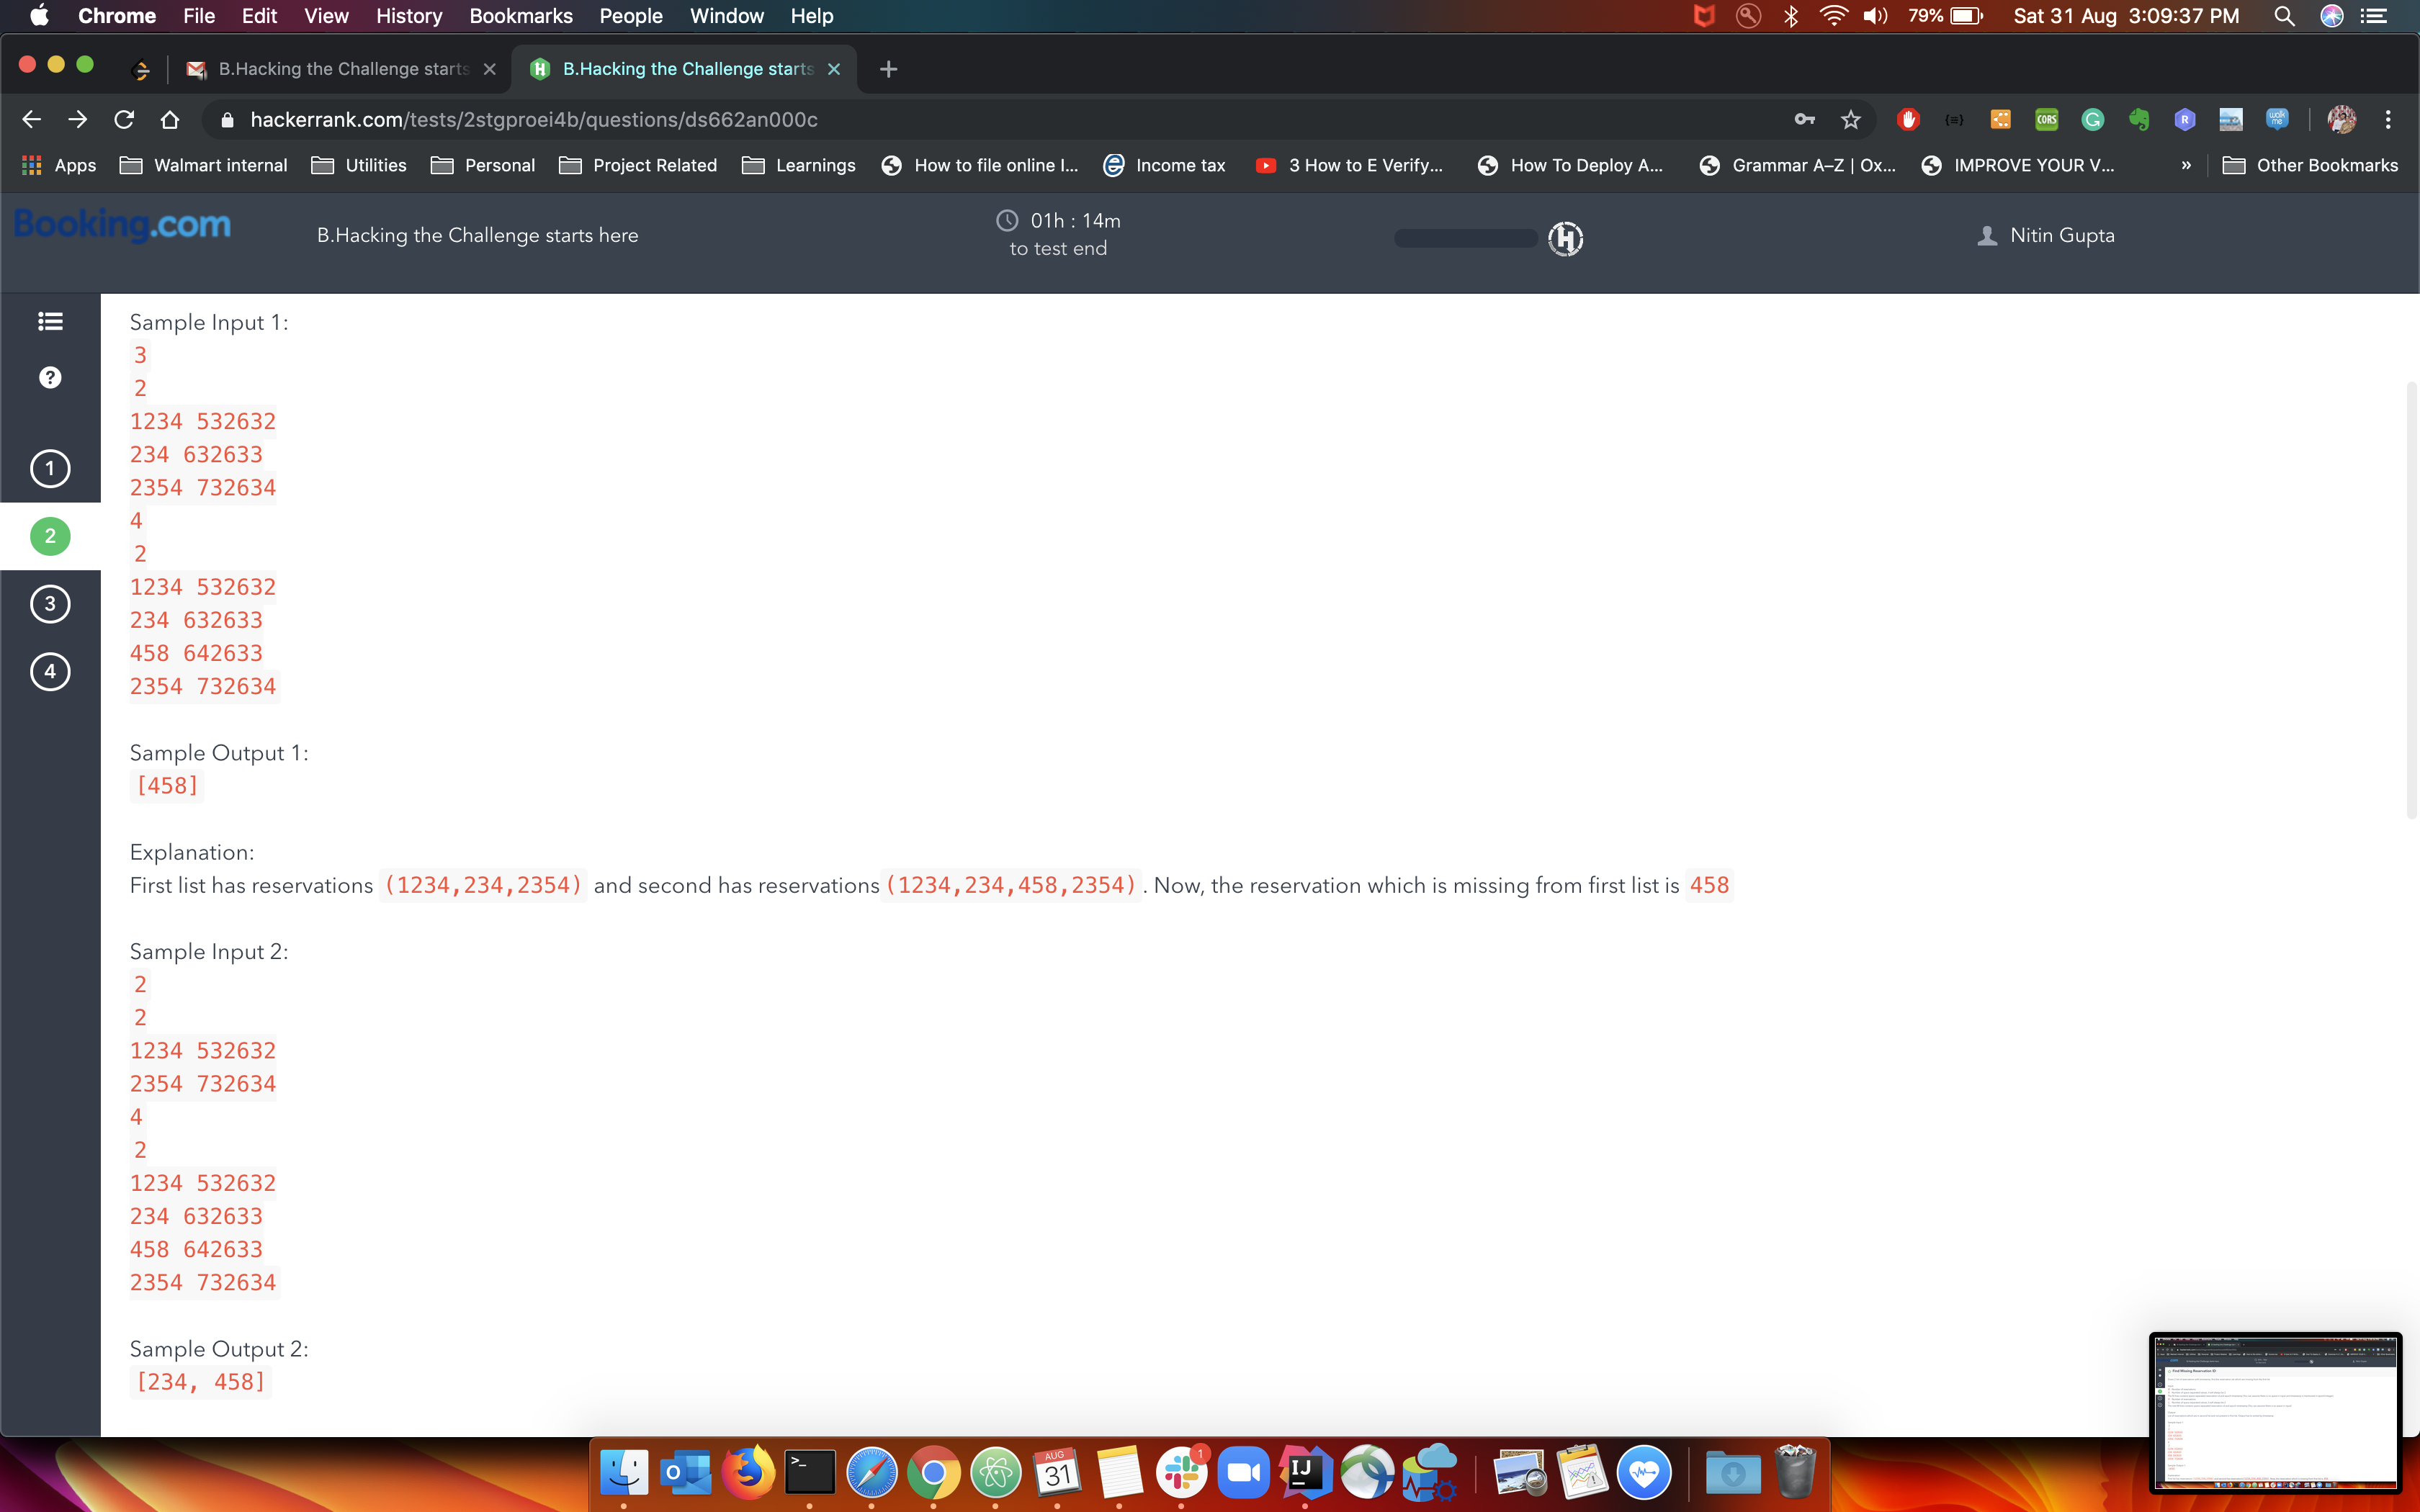 Chrome File Edit View History Bookmarks People Window Help 79% Sat 31 Aug 3:09:37 PM
B.Hacking the Challenge starts B.Hacking the Challenge starts
hackerrank.com/tests/2stgproei4b/questions/ds662an000c
Apps Walmart internal Utilities Personal Project Related Learnings How to file online I... Income tax 3 How to E Verify... How To Deploy A... Grammar A–Z | Ox... IMPROVE YOUR V... » Other Bookmarks
Booking.com
B.Hacking the Challenge starts here
01h : 14m
to test end
Nitin Gupta
1
2
3
4
Sample Input 1:
3
2
1234 532632
234 632633
2354 732634
4
2
1234 532632
234 632633
458 642633
2354 732634
Sample Output 1:
[458]
Explanation:
First list has reservations (1234,234,2354) and second has reservations (1234,234,458,2354). Now, the reservation which is missing from first list is 458
Sample Input 2:
2
2
1234 532632
2354 732634
4
2
1234 532632
234 632633
458 642633
2354 732634
Sample Output 2:
[234, 458]
AUG
31
1
IJ